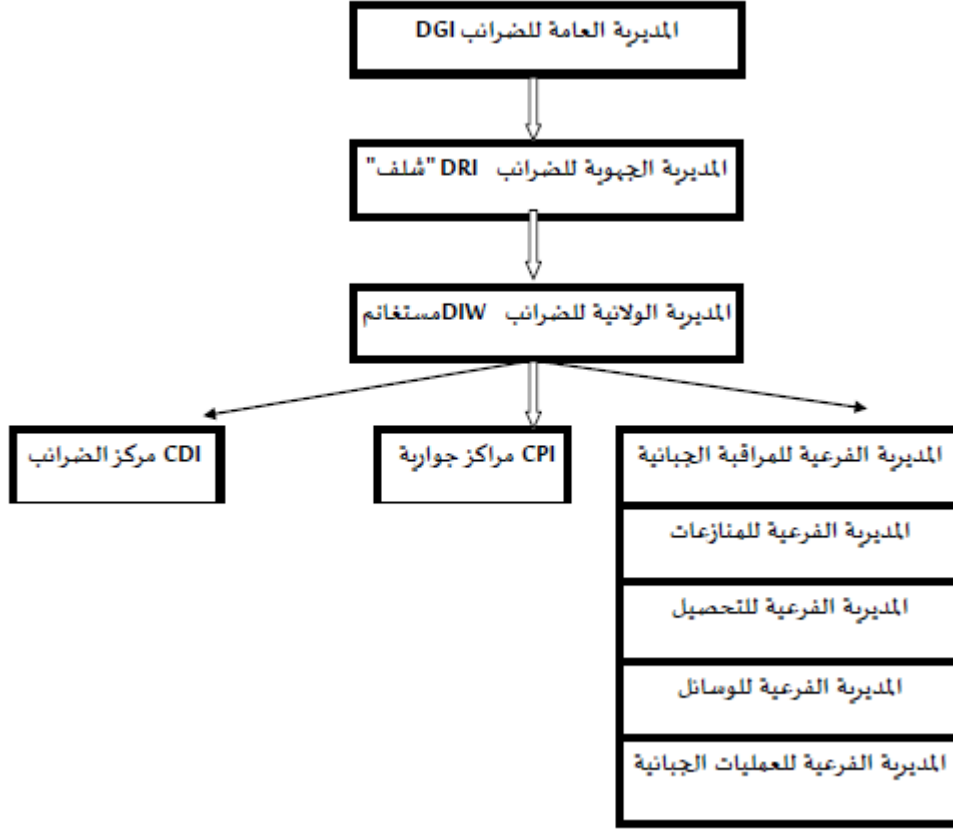 المديرية العامة للضرائب DGI
المديرية الجهوية للضرائب DRI "شلف"
المديرية الولائية للضرائب DIW مستغانم
CDI مركز الضرائب
CPI مراكز جوارية
المديرية الفرعية للمراقبة الجبائية
المديرية الفرعية للمنازعات
المديرية الفرعية للتحصيل
المديرية الفرعية للوسائل
المديرية الفرعية للعمليات الجبائية